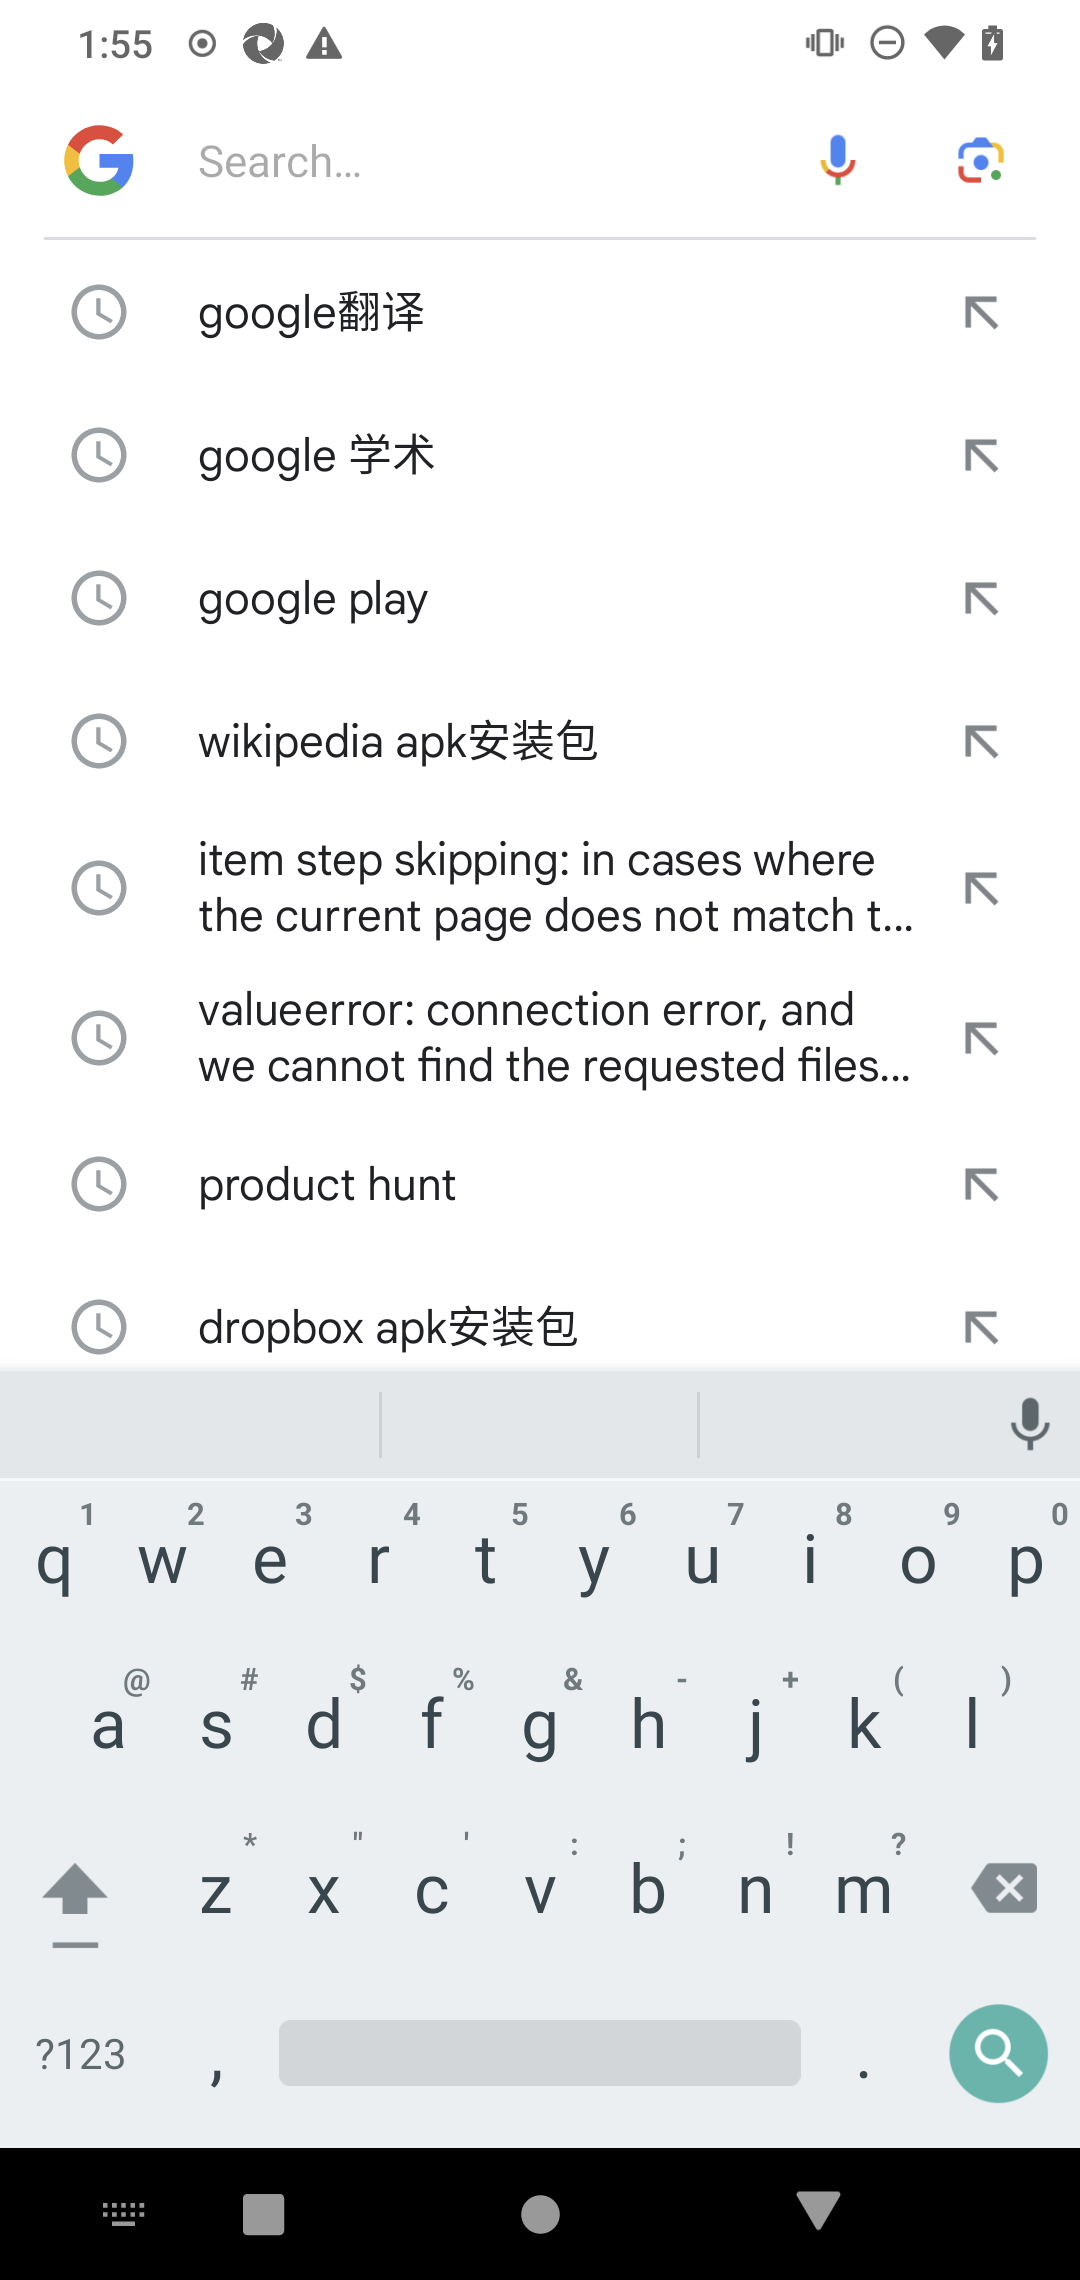 1:55
Search...
google翻译
google 学术
google play
wikipedia apk安装包
item step skipping: in cases where
the current page does not match t...
valueerror: connection error, and
we cannot find the requested files...
product hunt
dropbox apk安装包
1 2 3 4 5 6 7 8 9 0
q w e r t y u i o p
@ # $ % & - + ( )
a s d f g h j k l
* " ' : ; ! ?
z x c v b n m
?123 , .